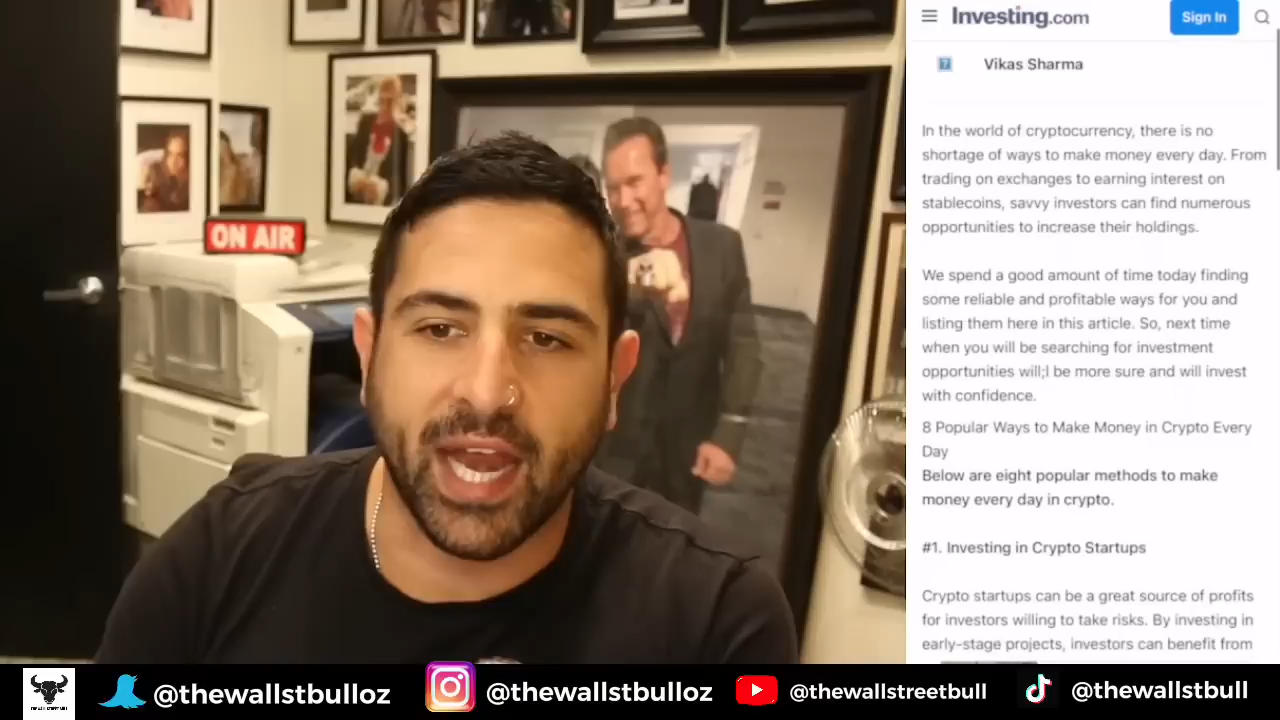 ON AIR
Investing.com
Sign In
Vikas Sharma
In the world of cryptocurrency, there is no
shortage of ways to make money every day. From
trading on exchanges to earning interest on
stablecoins, savvy investors can find numerous
opportunities to increase their holdings.
We spend a good amount of time today finding
some reliable and profitable ways for you and
listing them here in this article. So, next time
when you will be searching for investment
opportunities will;l be more sure and will invest
with confidence.
8 Popular Ways to Make Money in Crypto Every
Day
Below are eight popular methods to make
money every day in crypto.
#1. Investing in Crypto Startups
Crypto startups can be a great source of profits
for investors willing to take risks. By investing in
early-stage projects, investors can benefit from
@thewallstbulloz
@thewallstbulloz
@thewallstreetbull
@thewallstbull